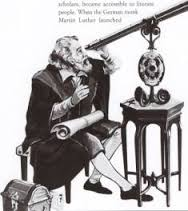 scholars, became accessible to literate
people. When the German monk
Martin Luther launched